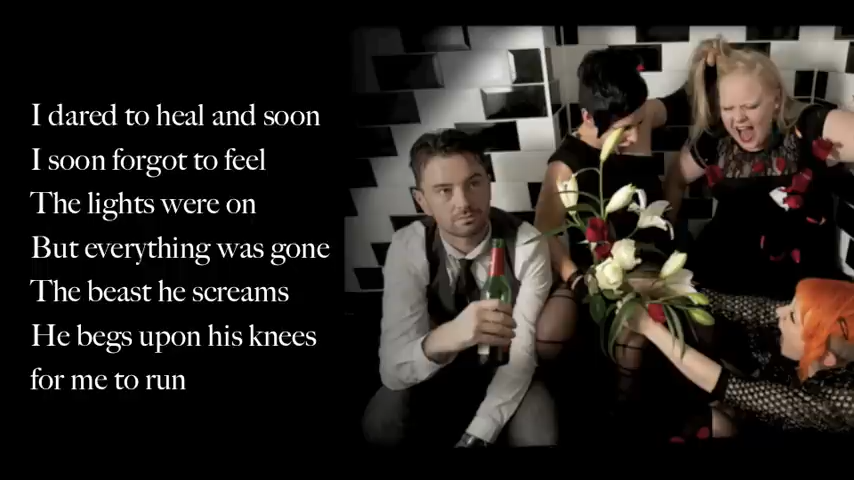 I dared to heal and soon
I soon forgot to feel
The lights were on
But everything was gone
The beast he screams
He begs upon his knees
for me to run